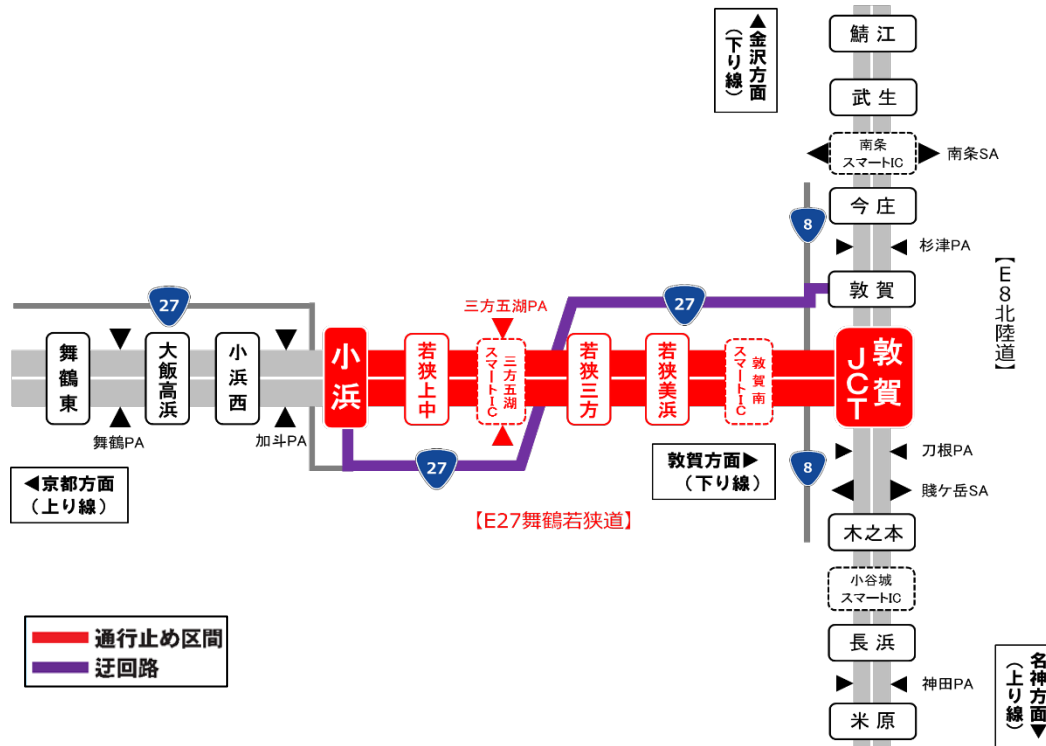 ▲金沢方面
（下り線）
鯖江
武生
南条
スマートIC
南条SA
今庄
8
杉津PA
【E8北陸道】
敦賀
27
三方五湖PA
27
舞鶴東
大飯高浜
小浜西
小浜
若狭上中
三方五湖
スマートIC
若狭三方
若狭美浜
敦賀南
スマートIC
敦賀
JCT
舞鶴PA
加斗PA
27
敦賀方面▶
（下り線）
8
刀根PA
賤ケ岳SA
◀京都方面
（上り線）
【E27舞鶴若狭道】
木之本
小谷城
スマートIC
長浜
神田PA
米原
名神方面▼
（上り線）
通行止め区間
迂回路